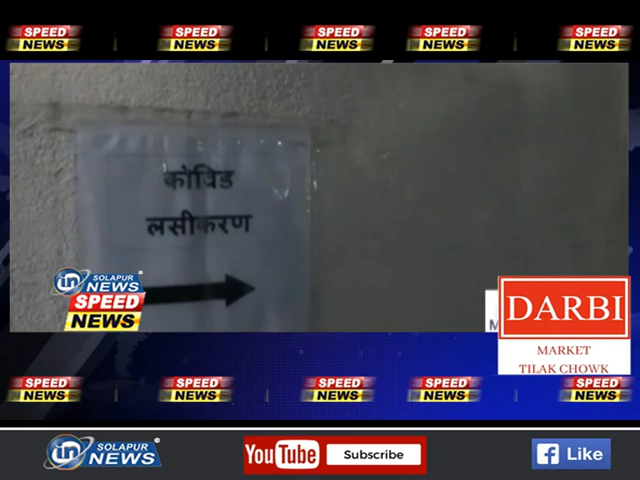 SPEED NEWS SPEED NEWS SPEED NEWS SPEED NEWS SPEED NEWS
कोविड
लसीकरण
in SOLAPUR NEWS
SPEED
NEWS
DARBI
MARKET
TILAK CHOWK
SPEED NEWS SPEED NEWS SPEED NEWS SPEED NEWS SPEED NEWS
in SOLAPUR NEWS
YouTube Subscribe
f Like